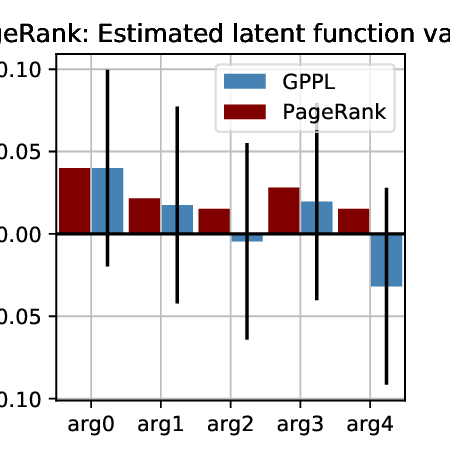 geRank: Estimated latent function va
GPPL
PageRank
0.10
0.05
0.00
0.05
0.10
arg0 arg1 arg2 arg3 arg4